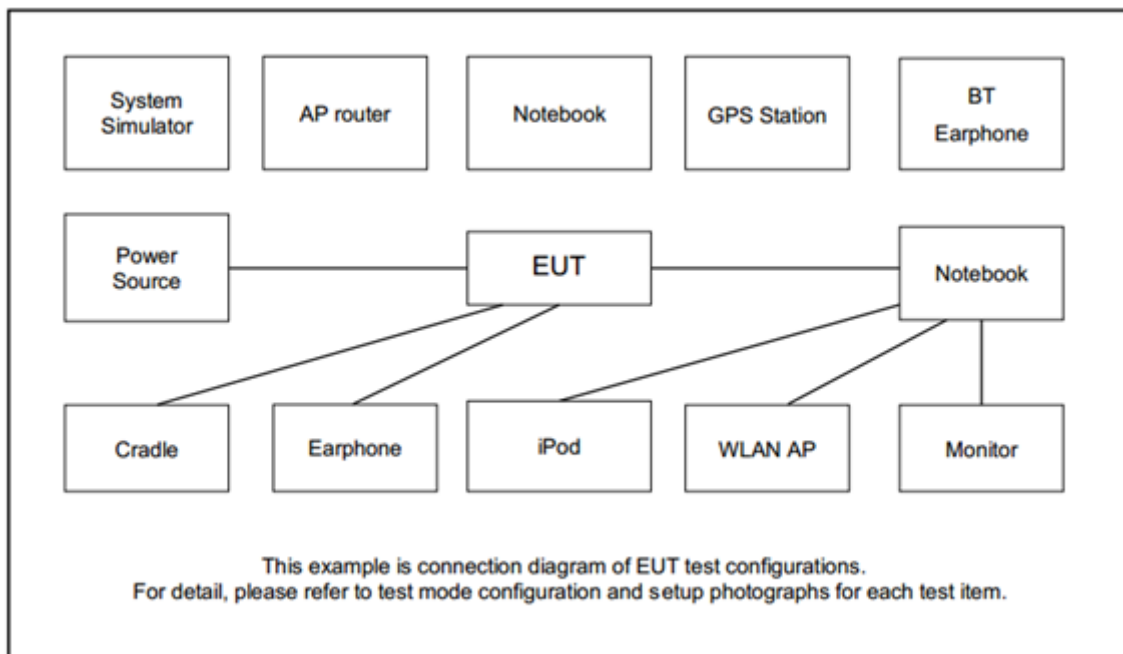 System
Simulator
AP router
Notebook
GPS Station
BT
Earphone
Power
Source
EUT
Notebook
Cradle
Earphone
iPod
WLAN AP
Monitor
This example is connection diagram of EUT test configurations.
For detail, please refer to test mode configuration and setup photographs for each test item.